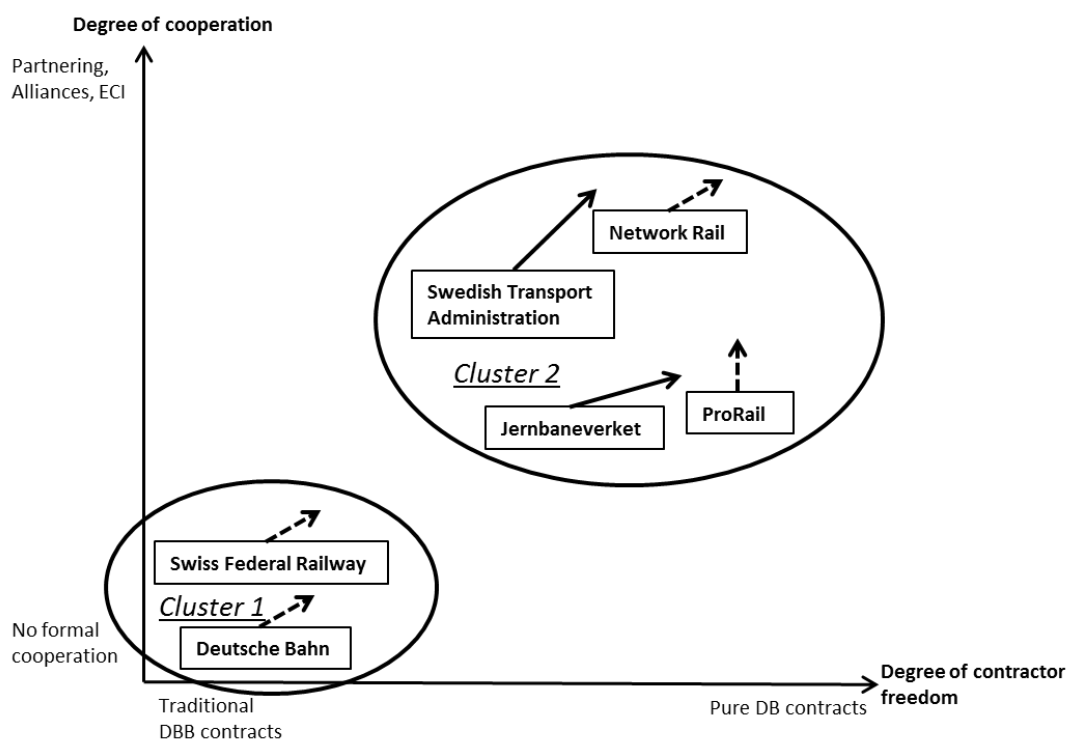 Degree of cooperation
Partnering,
Alliances, ECI
Network Rail
Swedish Transport
Administration
Cluster 2
ProRail
Jernbaneverket
Swiss Federal Railway
Cluster 1
Deutsche Bahn
No formal
cooperation
Degree of contractor
freedom
Traditional
DBB contracts
Pure DB contracts